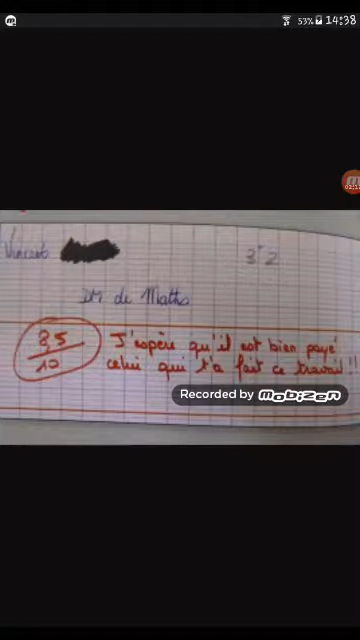 53% 14:38
Vincent
3e2
DM de Maths
8,5 J'espère qu'il est bien payé
10 celui qui t'a fait ce travail !!
Recorded by mobizen